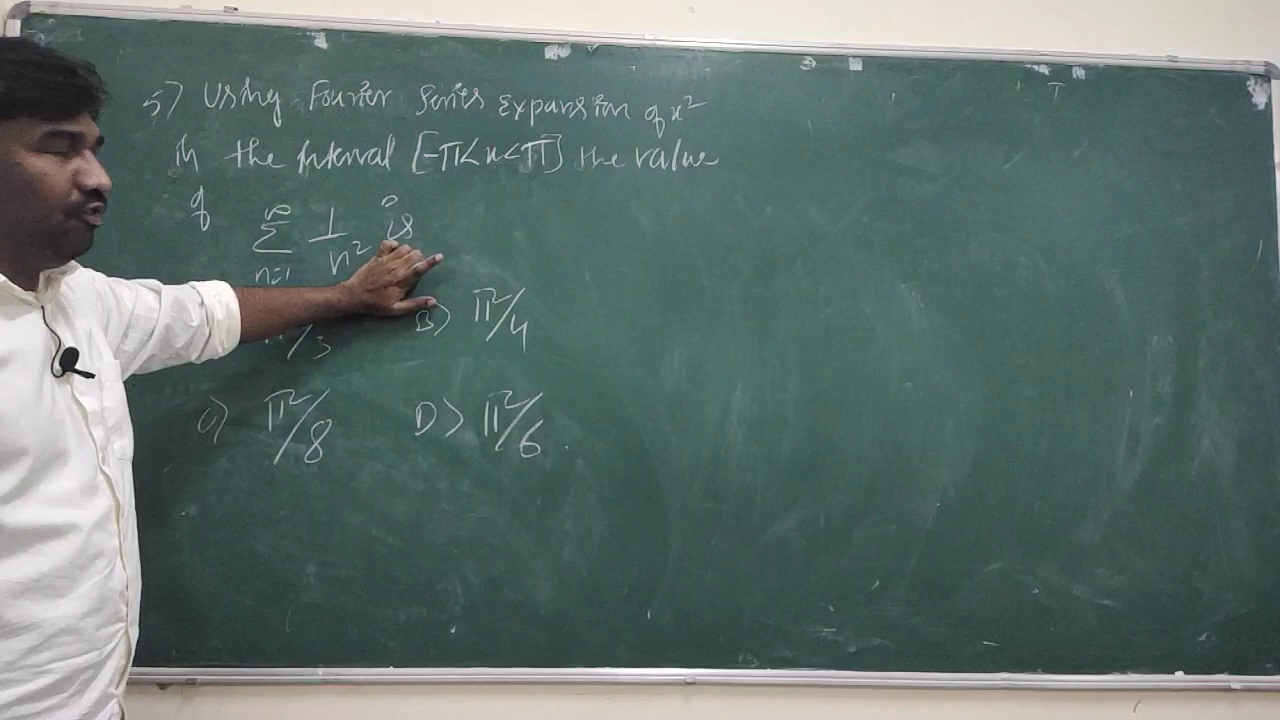 5) Using Fourier Series Expansion of x²
in the interval [-π<x<π] the value
of ∑ n=1 ∞ 1/n² is
/3 B) π²/4
C) π²/8 D) π²/6